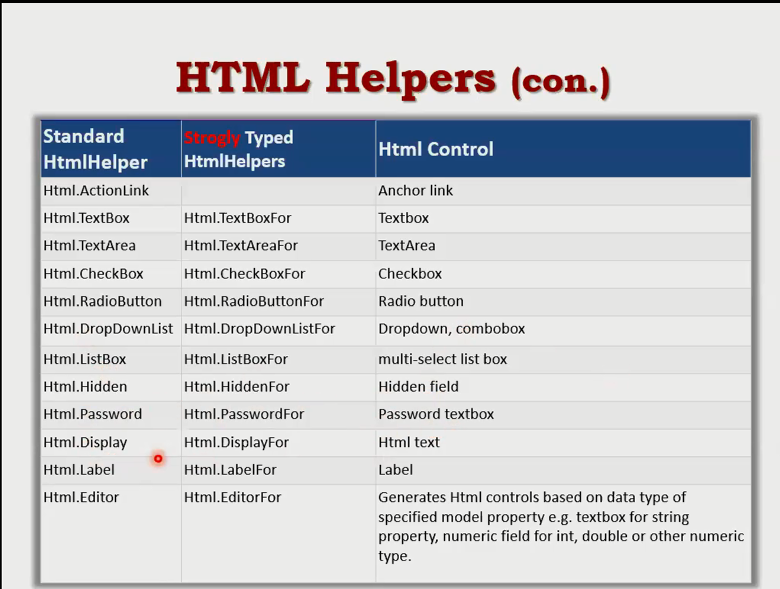 HTML Helpers (con.)
Standard HtmlHelper Strogly Typed HtmlHelpers Html Control
Html.ActionLink Anchor link
Html.TextBox Html.TextBoxFor Textbox
Html.TextArea Html.TextAreaFor TextArea
Html.CheckBox Html.CheckBoxFor Checkbox
Html.RadioButton Html.RadioButtonFor Radio button
Html.DropDownList Html.DropDownListFor Dropdown, combobox
Html.ListBox Html.ListBoxFor multi-select list box
Html.Hidden Html.HiddenFor Hidden field
Html.Password Html.PasswordFor Password textbox
Html.Display Html.DisplayFor Html text
Html.Label Html.LabelFor Label
Html.Editor Html.EditorFor Generates Html controls based on data type of
specified model property e.g. textbox for string
property, numeric field for int, double or other numeric
type.